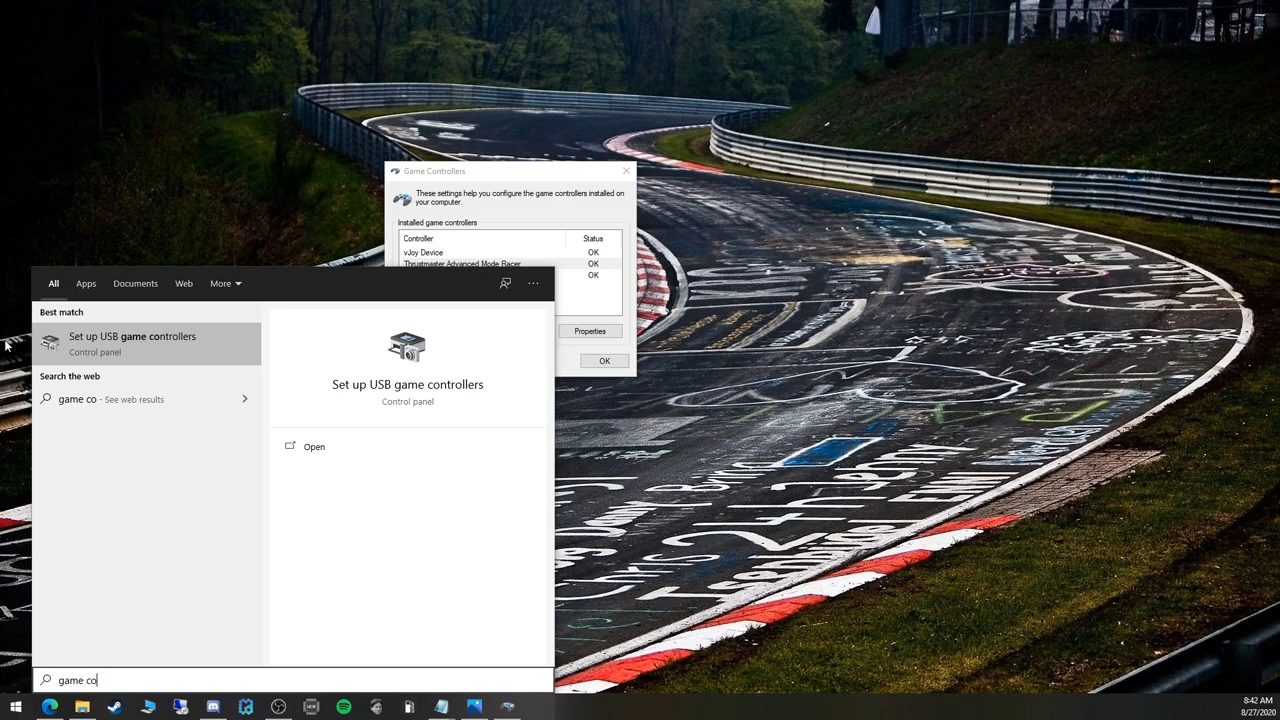 Game Controllers
These settings help you configure the game controllers installed on
your computer.
Installed game controllers
Controller Status
vJoy Device OK
Thrustmaster Advanced Mode Racer OK
OK
Properties
OK
All Apps Documents Web More
Best match
Set up USB game controllers
Control panel
Search the web
game co - See web results
Set up USB game controllers
Control panel
Open
game co
Chris 24h Jenny
8:42 AM
8/27/2020